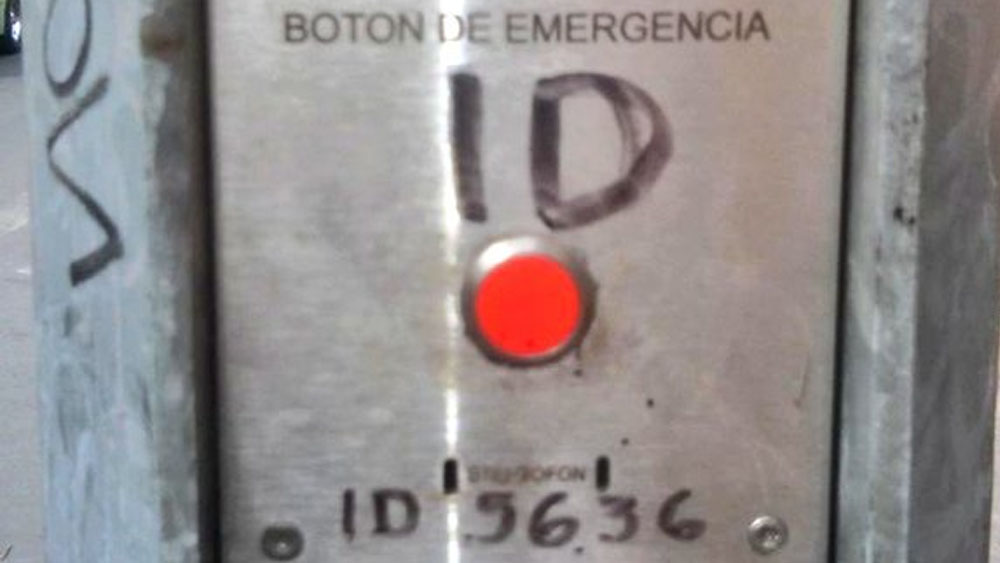 BOTON DE EMERGENCIA
ID
ID 5636